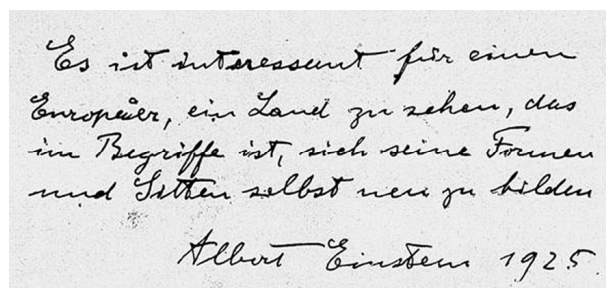 Es ist interessant für einen
Europäer, ein Land zu sehen, das
im Begriffe ist, sich seine Formen
und Sitten selbst neu zu bilden
Albert Einstein 1925.